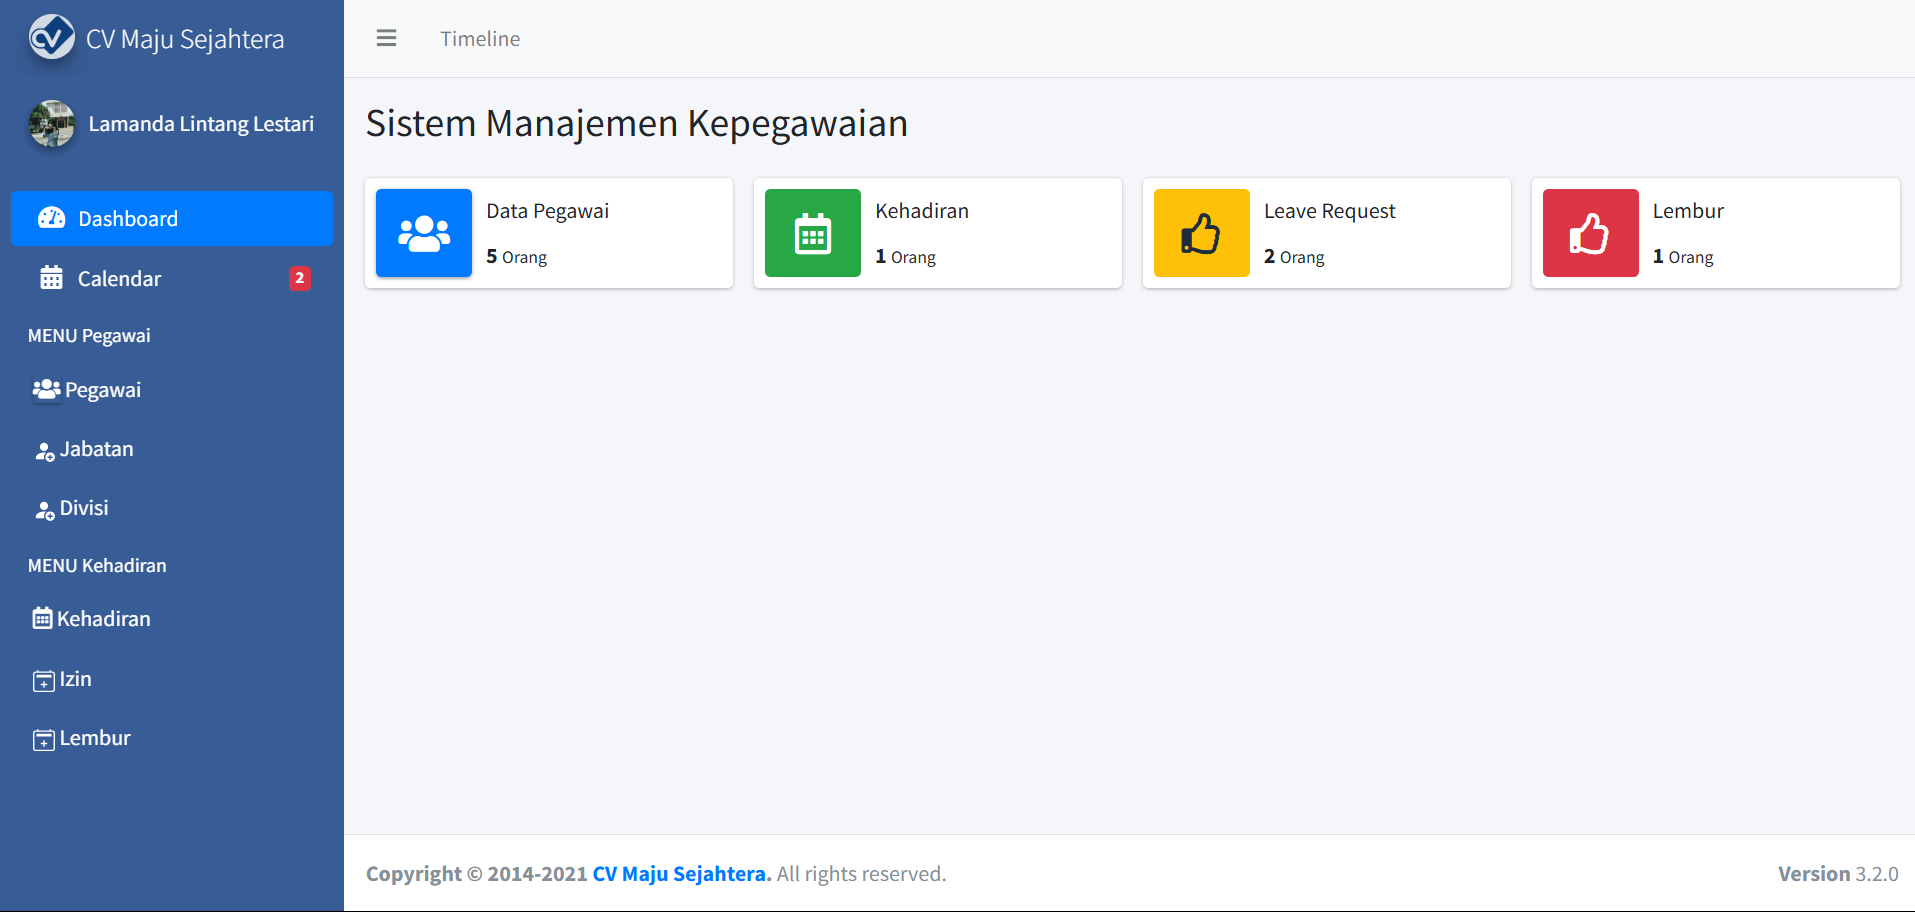 CV Maju Sejahtera
Lamanda Lintang Lestari
Dashboard
Calendar 2
MENU Pegawai
Pegawai
Jabatan
Divisi
MENU Kehadiran
Kehadiran
Izin
Lembur
Timeline
Sistem Manajemen Kepegawaian
Data Pegawai
5 Orang
Kehadiran
1 Orang
Leave Request
2 Orang
Lembur
1 Orang
Copyright © 2014-2021 CV Maju Sejahtera. All rights reserved.
Version 3.2.0